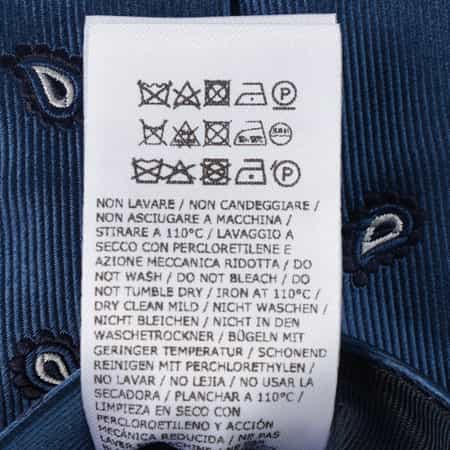 P
P
NON LAVARE / NON CANDEGGIARE /
NON ASCIUGARE A MACCHINA /
STIRARE A 110°C / LAVAGGIO A
SECCO CON PERCLORETILENE E
AZIONE MECCANICA RIDOTTA / DO
NOT WASH / DO NOT BLEACH / DO
NOT TUMBLE DRY / IRON AT 110°C /
DRY CLEAN MILD / NICHT WASCHEN /
NICHT BLEICHEN / NICHT IN DEN
WASCHETROCKNER / BÜGELN MIT
GERINGER TEMPERATUR / SCHONEND
REINIGEN MIT PERCHLORETHYLEN /
NO LAVAR / NO LEJIA / NO USAR LA
SECADORA / PLANCHAR A 110°C /
LIMPIEZA EN SECO CON
PERCLOROETILENO Y ACCIÓN
MECÁNICA REDUCIDA / NE PAS